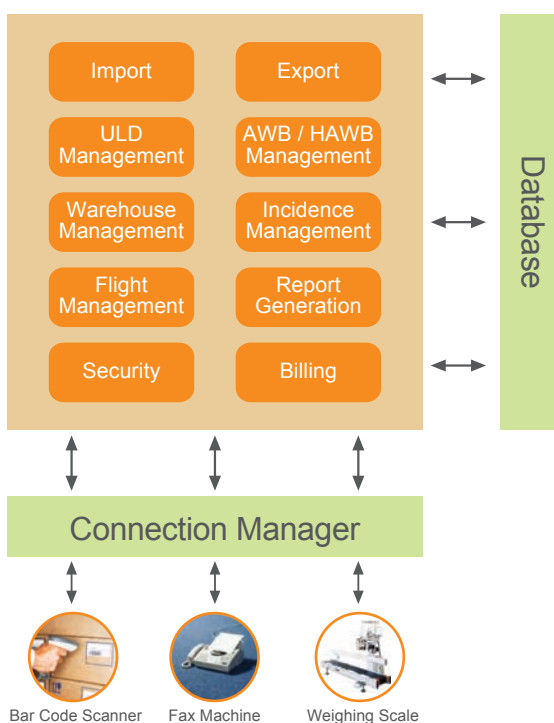 Import
Export
ULD
Management
AWB / HAWB
Management
Warehouse
Management
Incidence
Management
Flight
Management
Report
Generation
Security
Billing
Database
Connection Manager
Bar Code Scanner
Fax Machine
Weighing Scale